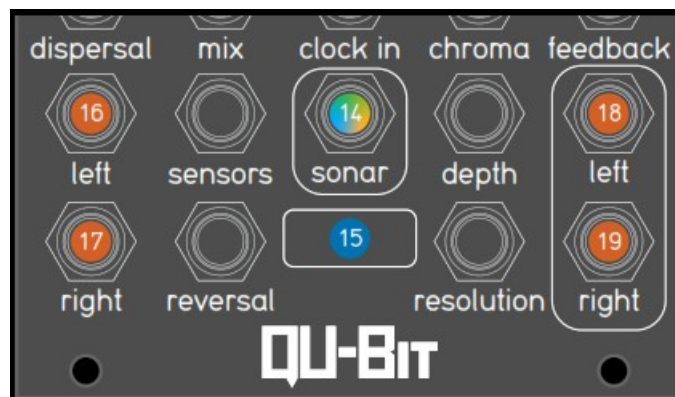 dispersal mix clock in chroma feedback
16 14 18
left sensors sonar depth left
17 15 19
right reversal resolution right
QU-BIT